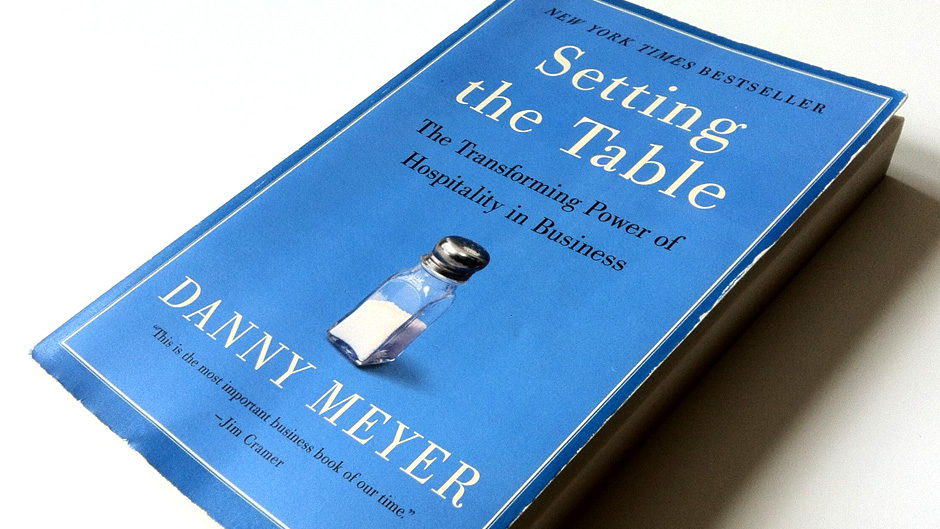 NEW YORK TIMES BESTSELLER
Setting
the Table
The Transforming Power of
Hospitality in Business
DANNY MEYER
“This is the most important business book of our time.”
–Jim Cramer